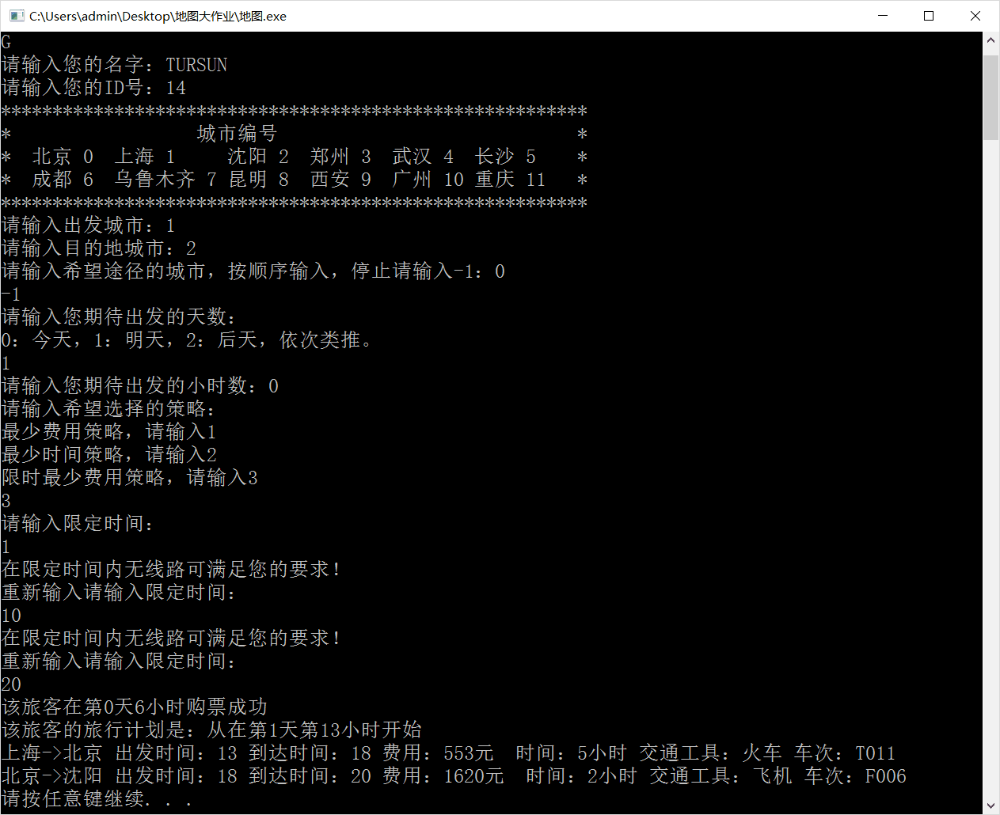 C:\Users\admin\Desktop\地图大作业\地图.exe
G
请输入您的名字：TURSUN
请输入您的ID号：14
*********************************************************
*                  城市编号                             *
*  北京 0  上海 1     沈阳 2  郑州 3  武汉 4  长沙 5    *
*  成都 6  乌鲁木齐 7 昆明 8  西安 9  广州 10 重庆 11   *
*********************************************************
请输入出发城市：1
请输入目的地城市：2
请输入希望途径的城市，按顺序输入，停止请输入-1：0
-1
请输入您期待出发的天数：
0：今天，1：明天，2：后天，依次类推。
1
请输入您期待出发的小时数：0
请输入希望选择的策略：
最少费用策略，请输入1
最少时间策略，请输入2
限时最少费用策略，请输入3
3
请输入限定时间：
1
在限定时间内无线路可满足您的要求！
重新输入请输入限定时间：
10
在限定时间内无线路可满足您的要求！
重新输入请输入限定时间：
20
该旅客在第0天6小时购票成功
该旅客的旅行计划是：从在第1天第13小时开始
上海->北京 出发时间：13 到达时间：18 费用：553元  时间：5小时 交通工具：火车 车次：T011
北京->沈阳 出发时间：18 到达时间：20 费用：1620元  时间：2小时 交通工具：飞机 车次：F006
请按任意键继续. . .